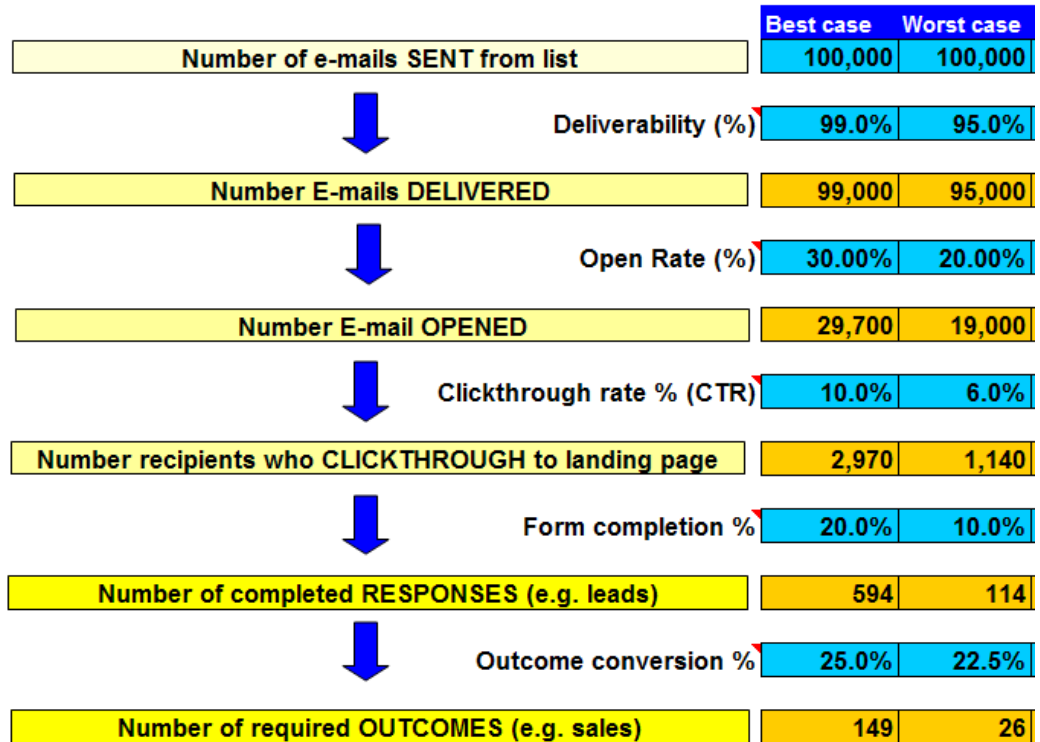 Best case Worst case
Number of e-mails SENT from list 100,000 100,000
Deliverability (%) 99.0% 95.0%
Number E-mails DELIVERED 99,000 95,000
Open Rate (%) 30.00% 20.00%
Number E-mail OPENED 29,700 19,000
Clickthrough rate % (CTR) 10.0% 6.0%
Number recipients who CLICKTHROUGH to landing page 2,970 1,140
Form completion % 20.0% 10.0%
Number of completed RESPONSES (e.g. leads) 594 114
Outcome conversion % 25.0% 22.5%
Number of required OUTCOMES (e.g. sales) 149 26